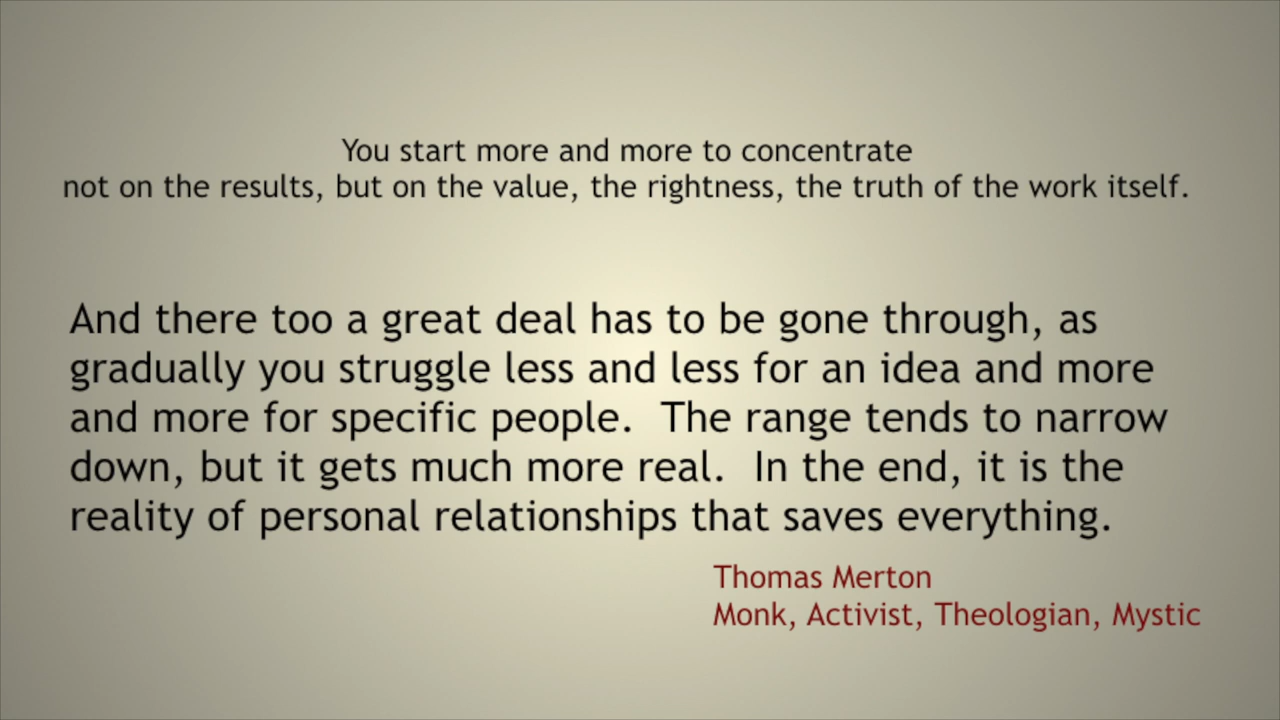 You start more and more to concentrate
not on the results, but on the value, the rightness, the truth of the work itself.
And there too a great deal has to be gone through, as
gradually you struggle less and less for an idea and more
and more for specific people.  The range tends to narrow
down, but it gets much more real.  In the end, it is the
reality of personal relationships that saves everything.
Thomas Merton
Monk, Activist, Theologian, Mystic